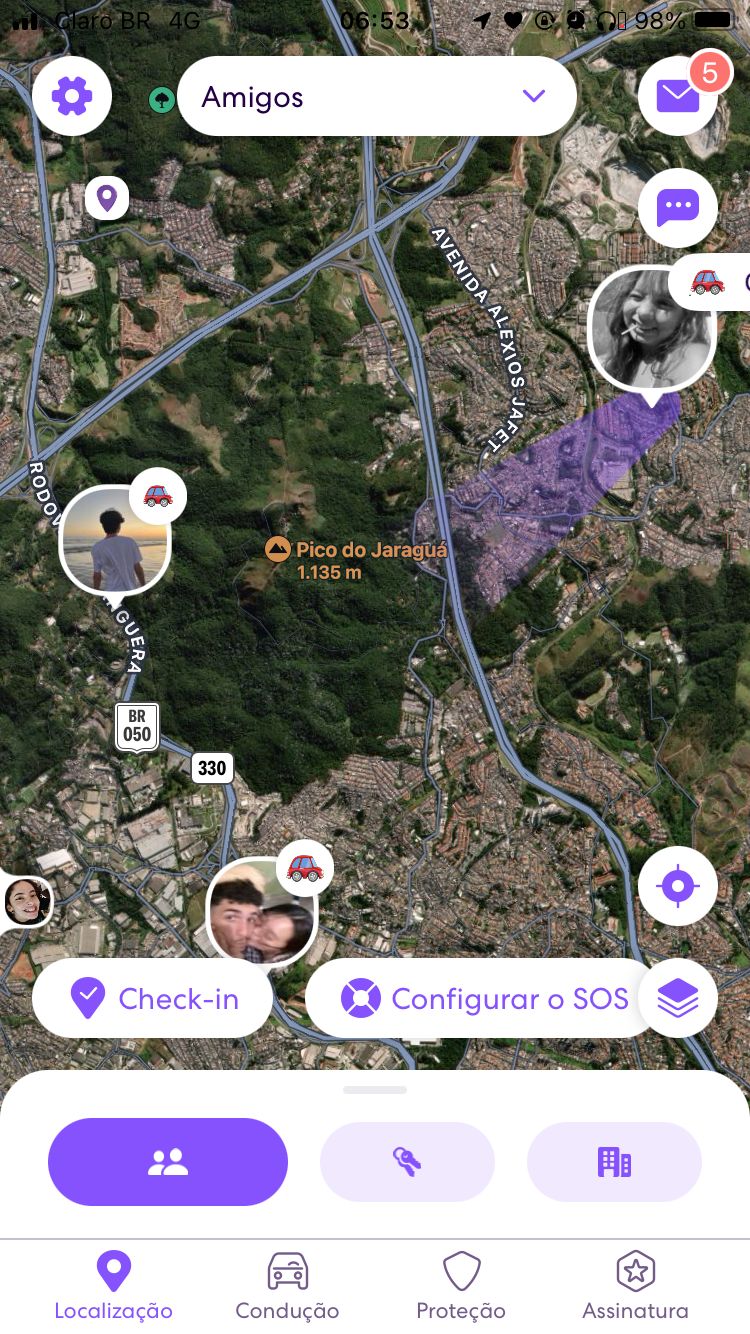 Claro BR 4G 06:53 98%
Amigos
5
AVENIDA ALEXIOS JAFET
RODOV
NGUERA
Pico do Jaraguá
1.135 m
BR
050
330
Check-in
Configurar o SOS
Localização
Condução
Proteção
Assinatura